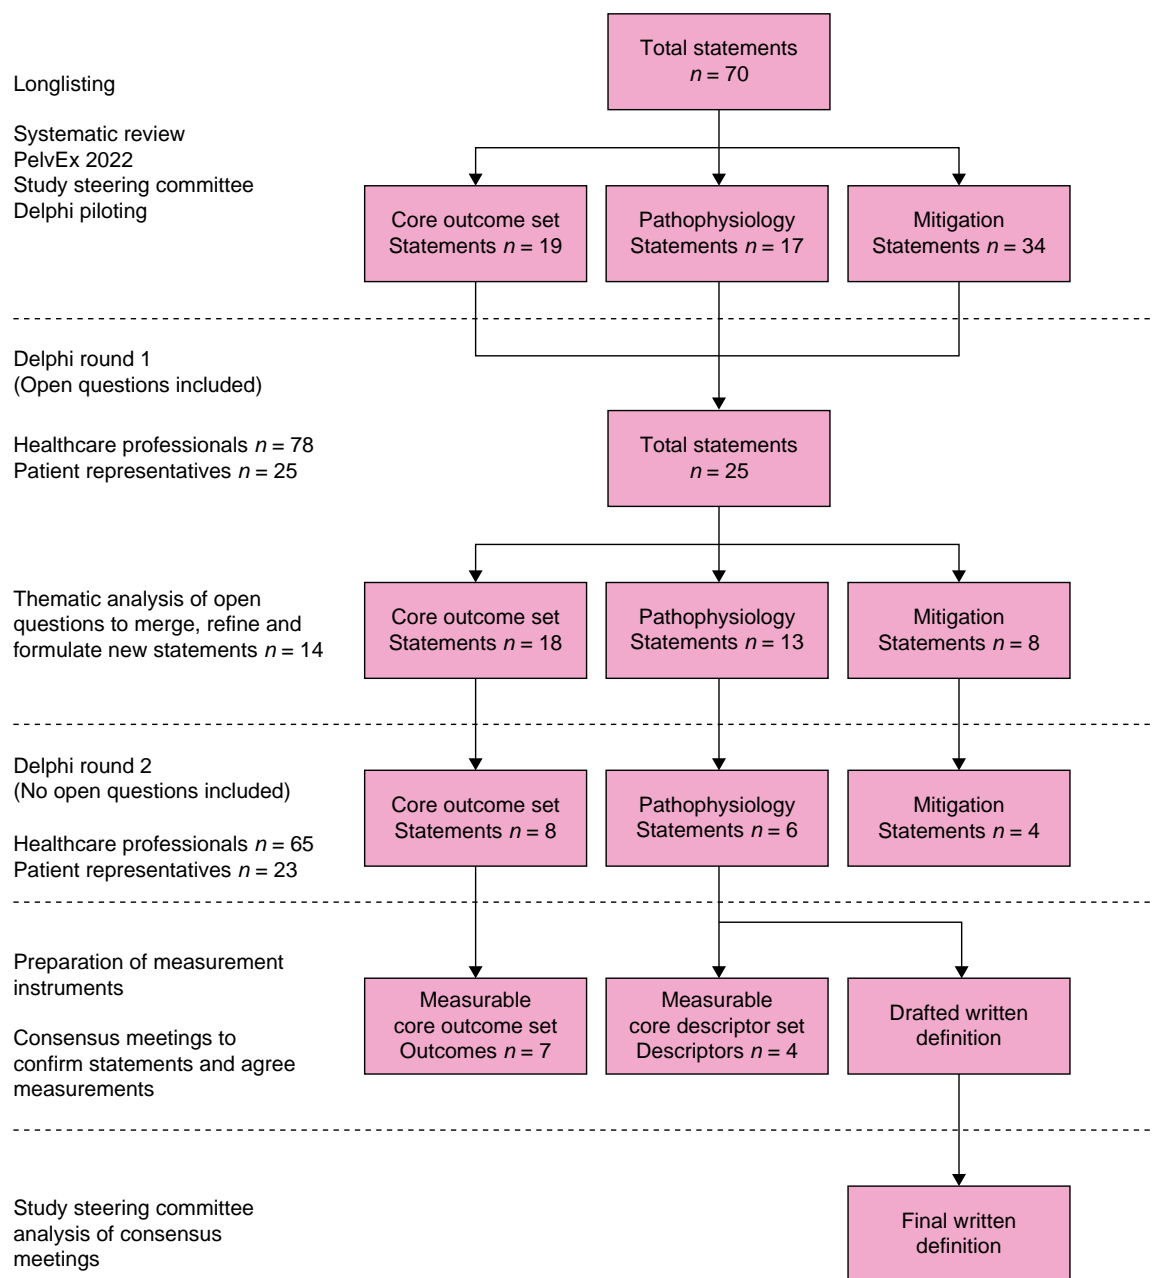 Total statements
n = 70
Longlisting
Systematic review
PelvEx 2022
Study steering committee
Delphi piloting
Core outcome set
Statements n = 19
Pathophysiology
Statements n = 17
Mitigation
Statements n = 34
Delphi round 1
(Open questions included)
Healthcare professionals n = 78
Patient representatives n = 25
Total statements
n = 25
Thematic analysis of open
questions to merge, refine and
formulate new statements n = 14
Core outcome set
Statements n = 18
Pathophysiology
Statements n = 13
Mitigation
Statements n = 8
Delphi round 2
(No open questions included)
Healthcare professionals n = 65
Patient representatives n = 23
Core outcome set
Statements n = 8
Pathophysiology
Statements n = 6
Mitigation
Statements n = 4
Preparation of measurement
instruments
Consensus meetings to
confirm statements and agree
measurements
Measurable
core outcome set
Outcomes n = 7
Measurable
core descriptor set
Descriptors n = 4
Drafted written
definition
Study steering committee
analysis of consensus
meetings
Final written
definition